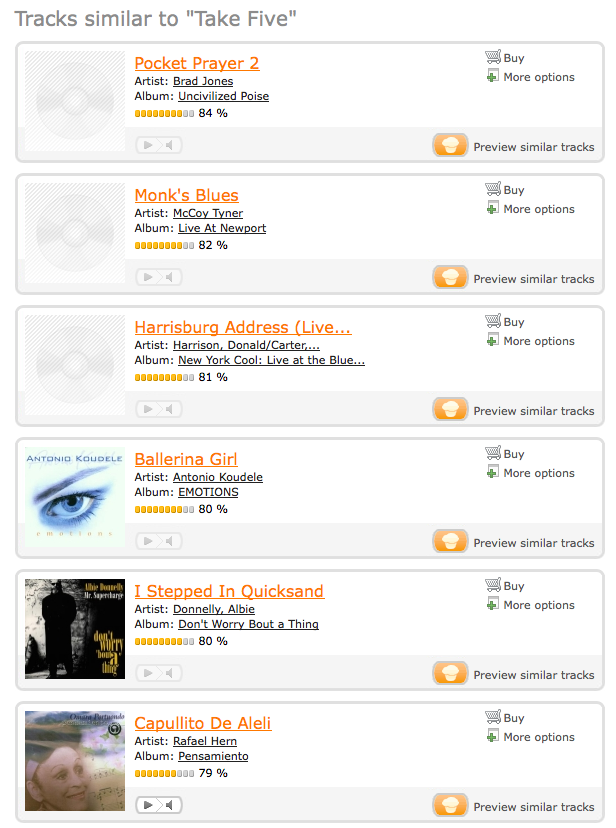 Tracks similar to "Take Five"
Pocket Prayer 2
Artist: Brad Jones
Album: Uncivilized Poise
84 %
Buy
More options
Preview similar tracks
Monk's Blues
Artist: McCoy Tyner
Album: Live At Newport
82 %
Buy
More options
Preview similar tracks
Harrisburg Address (Live...
Artist: Harrison, Donald/Carter,...
Album: New York Cool: Live at the Blue...
81 %
Buy
More options
Preview similar tracks
ANTONIO KOUDELE
emotions
Ballerina Girl
Artist: Antonio Koudele
Album: EMOTIONS
80 %
Buy
More options
Preview similar tracks
Albie Donnelly
Mr. Supercharge
don't
worry
'bout
a
thing
I Stepped In Quicksand
Artist: Donnelly, Albie
Album: Don't Worry Bout a Thing
80 %
Buy
More options
Preview similar tracks
Omara Portuondo
Capullito De Aleli
Artist: Rafael Hern
Album: Pensamiento
79 %
Buy
More options
Preview similar tracks